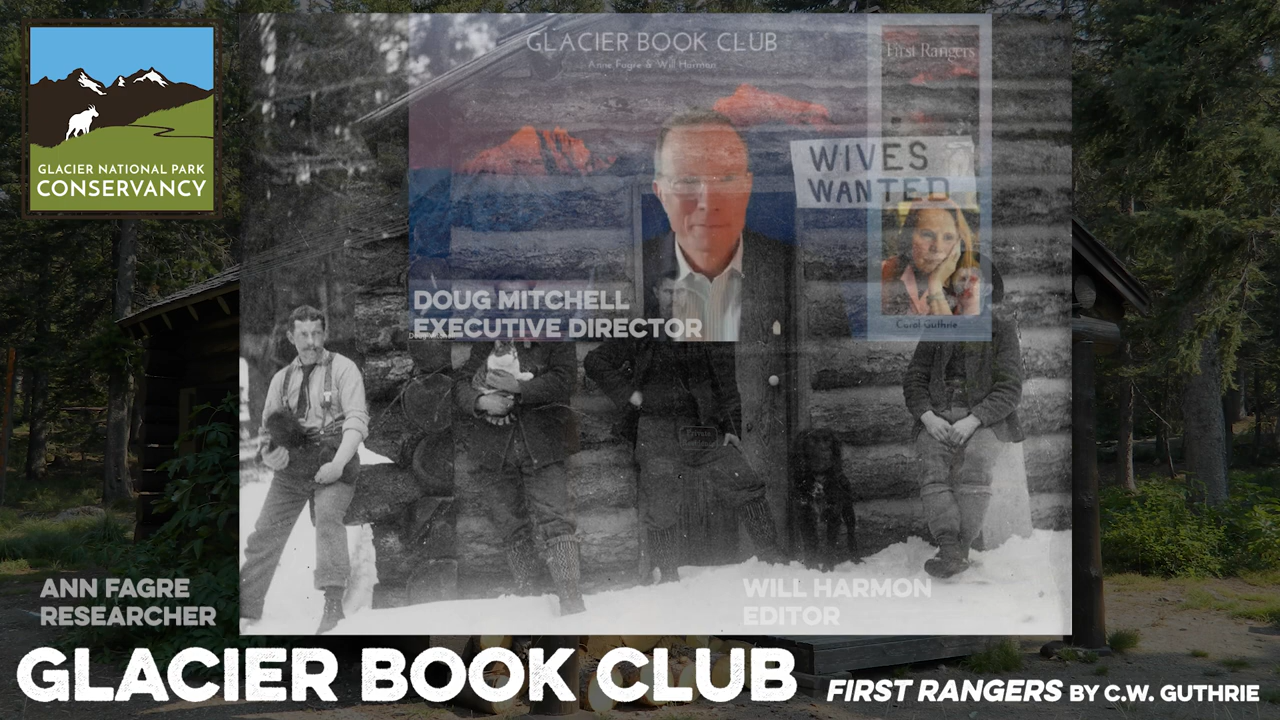 GLACIER NATIONAL PARK
CONSERVANCY
GLACIER BOOK CLUB
Anne Fagre & Will Harmon
First Rangers
WIVES
WANTED
DOUG MITCHELL
EXECUTIVE DIRECTOR
Carol Guthrie
ANN FAGRE
RESEARCHER
WILL HARMON
EDITOR
GLACIER BOOK CLUB
FIRST RANGERS BY C.W. GUTHRIE